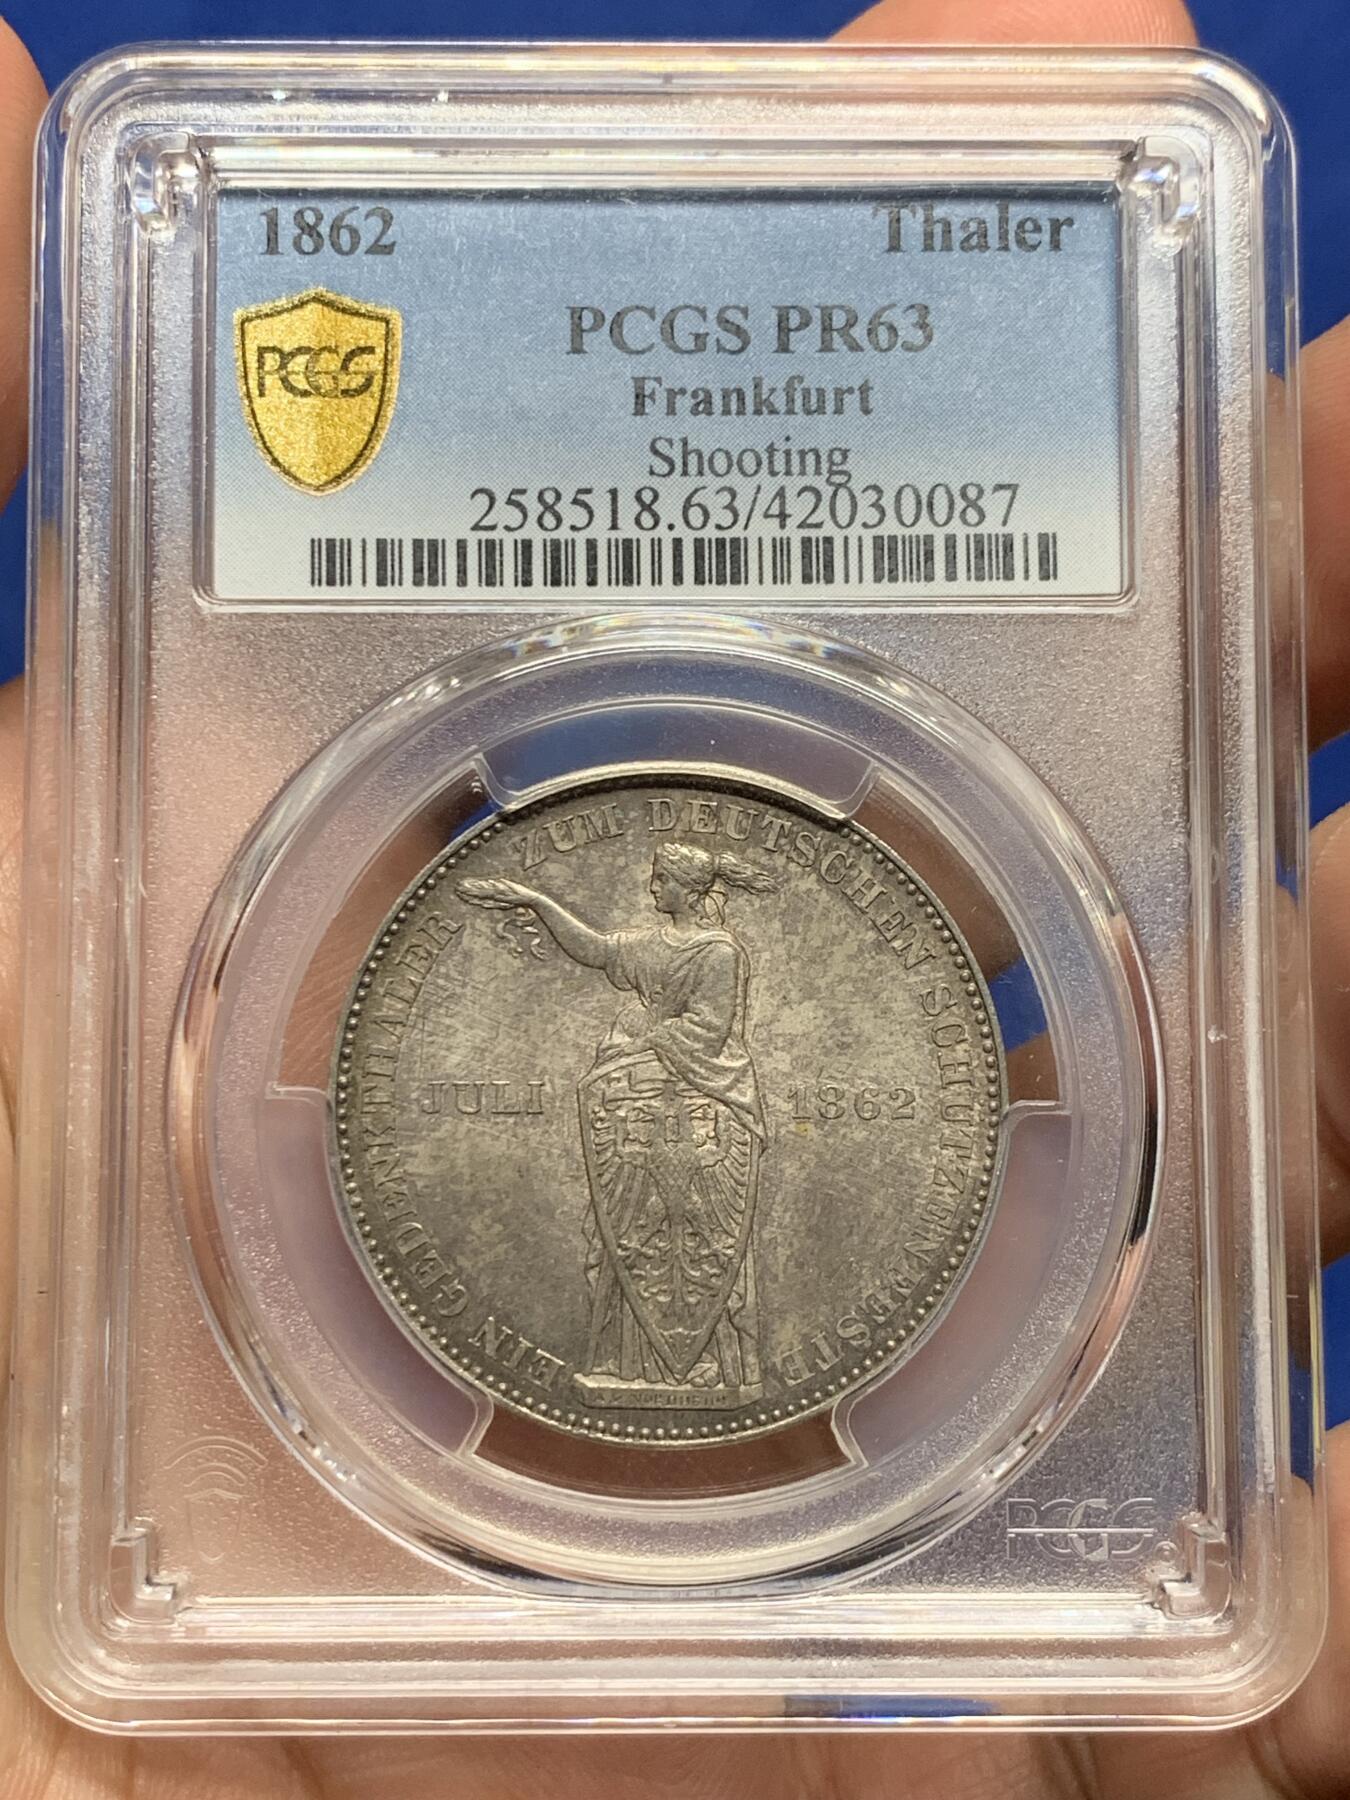 1862 Thaler
PCGS
PCGS PR63
Frankfurt
Shooting
258518.63/42030087
EIN GEDENKTHALER ZUM DEUTSCHEN SCHÜTZENFESTE
JULI 1862
PCGS